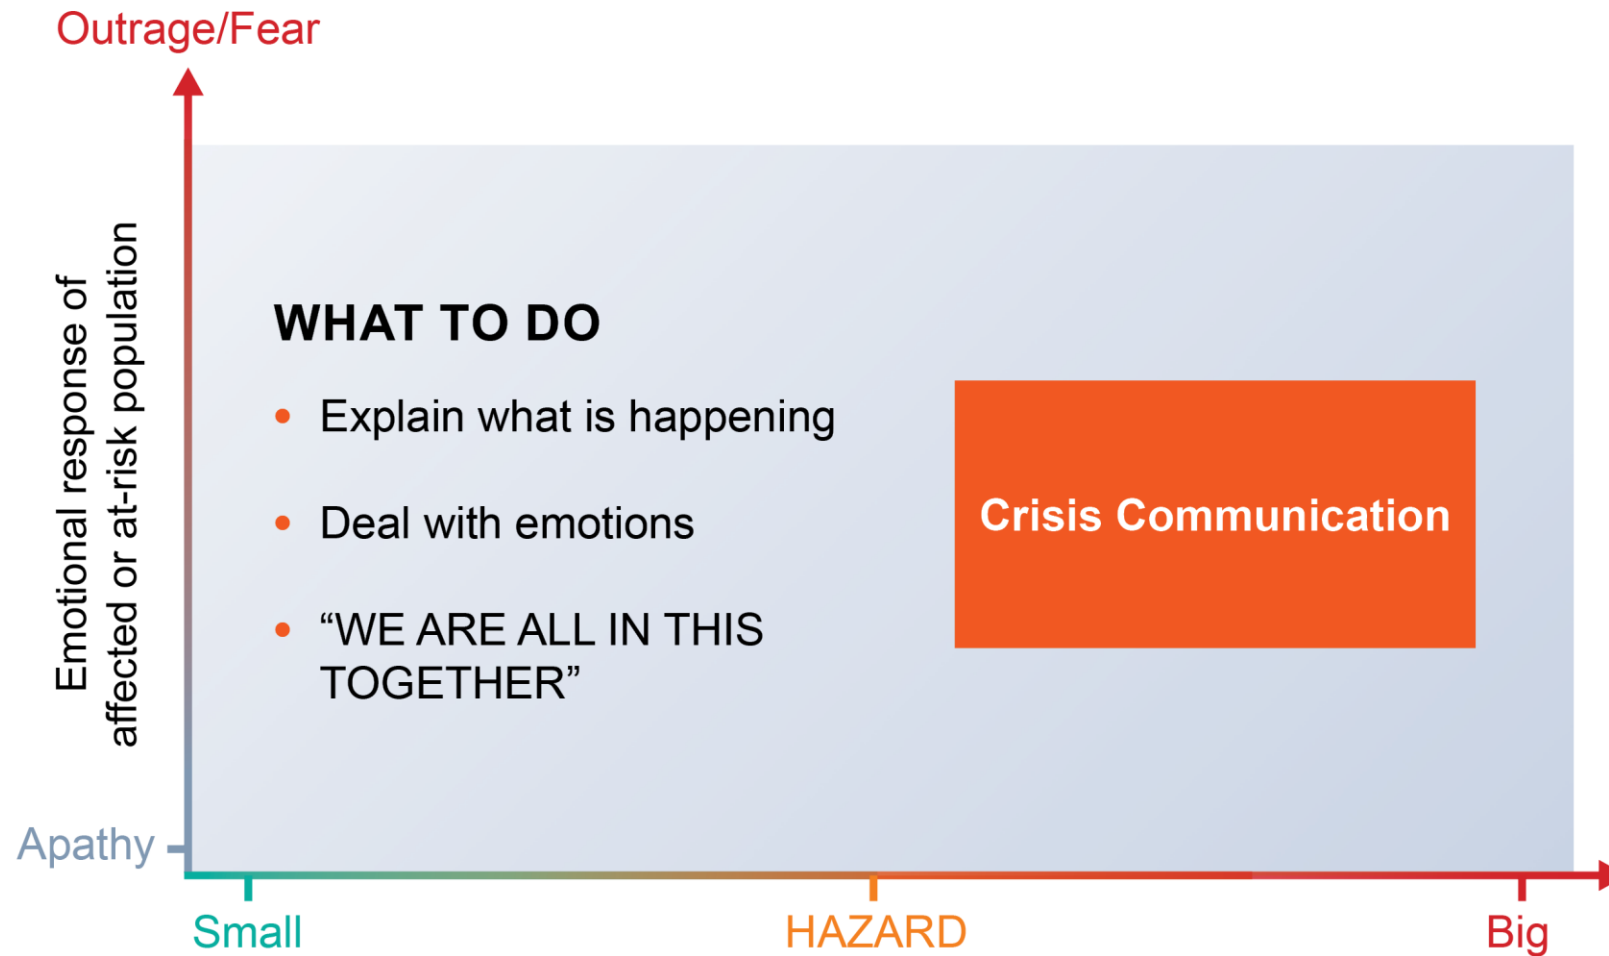 Outrage/Fear
Emotional response of
affected or at-risk population
WHAT TO DO
• Explain what is happening
• Deal with emotions
• “WE ARE ALL IN THIS
TOGETHER”
Crisis Communication
Apathy
Small
HAZARD
Big